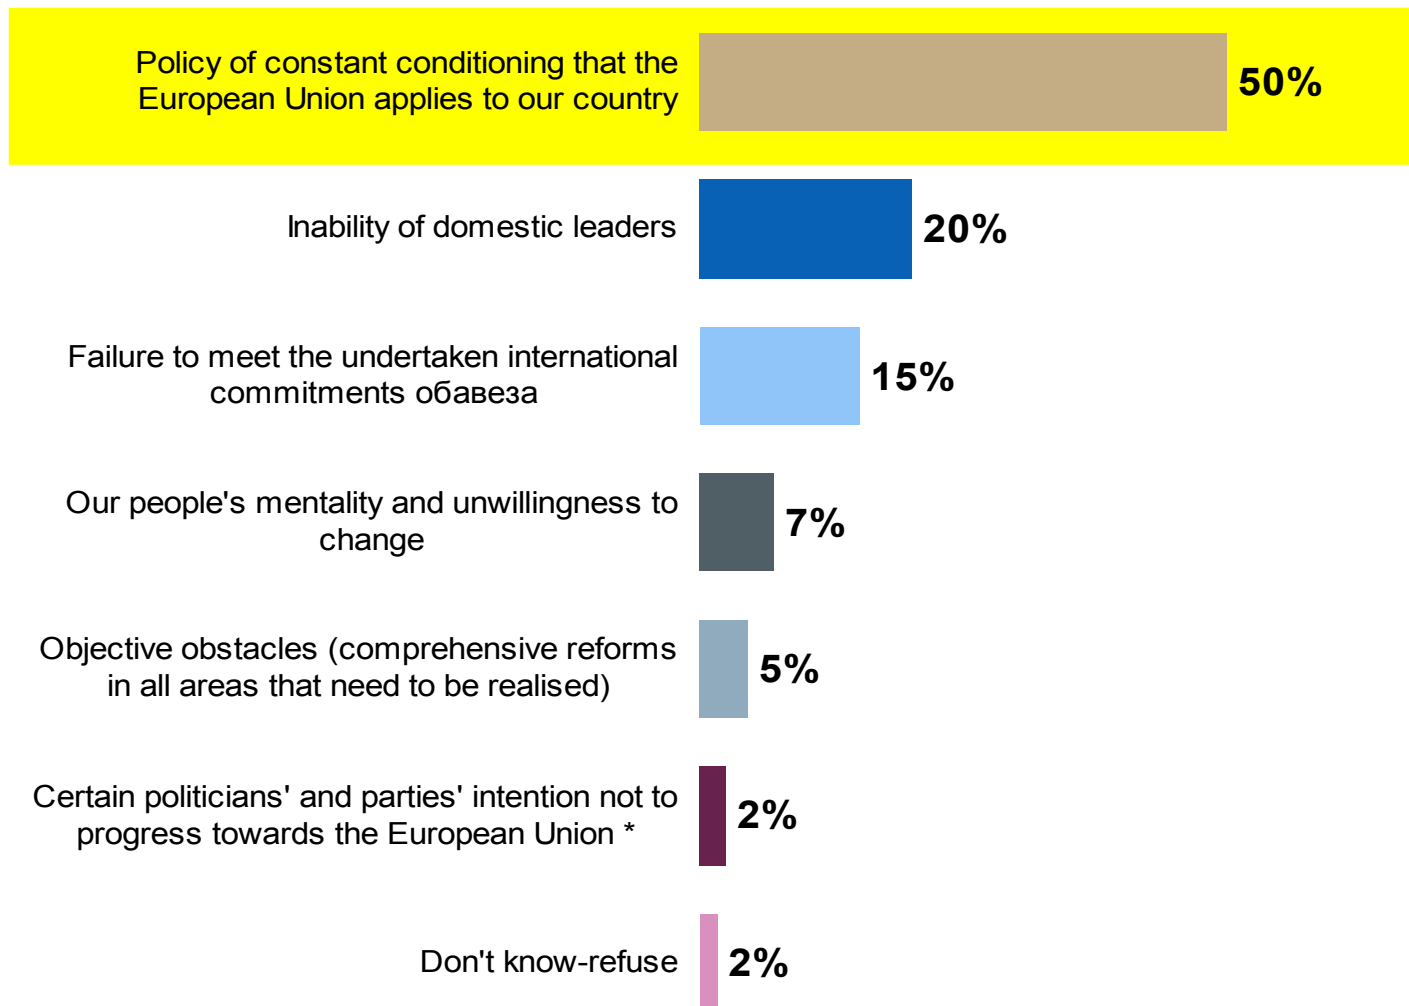 Policy of constant conditioning that the
European Union applies to our country
50%
Inability of domestic leaders
20%
Failure to meet the undertaken international
commitments обавеза
15%
Our people's mentality and unwillingness to
change
7%
Objective obstacles (comprehensive reforms
in all areas that need to be realised)
5%
Certain politicians' and parties' intention not to
progress towards the European Union *
2%
Don't know-refuse
2%